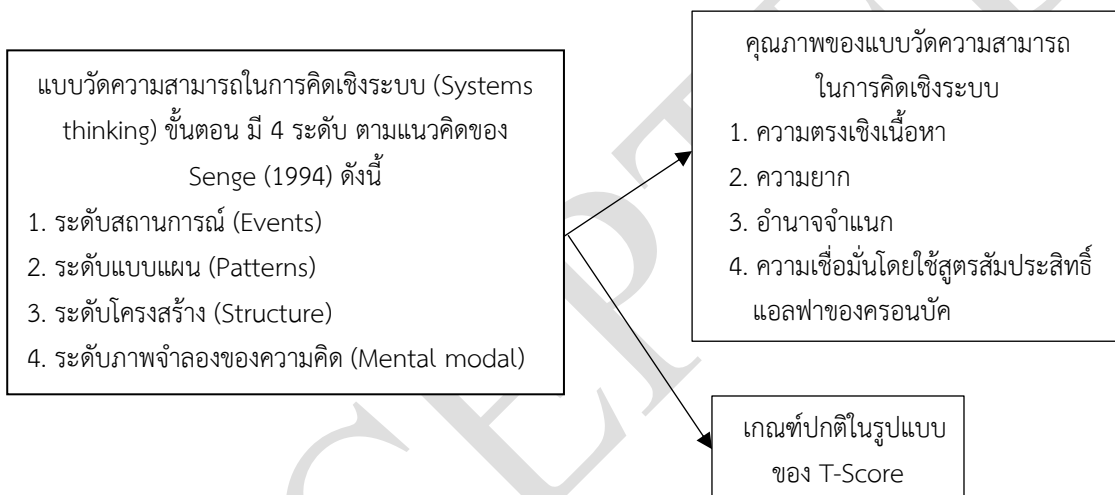 แบบวัดความสามารถในการคิดเชิงระบบ (Systems
thinking) ขั้นตอน มี 4 ระดับ ตามแนวคิดของ
Senge (1994) ดังนี้
1. ระดับสถานการณ์ (Events)
2. ระดับแบบแผน (Patterns)
3. ระดับโครงสร้าง (Structure)
4. ระดับภาพจำลองของความคิด (Mental modal)
คุณภาพของแบบวัดความสามารถ
ในการคิดเชิงระบบ
1. ความตรงเชิงเนื้อหา
2. ความยาก
3. อำนาจจำแนก
4. ความเชื่อมั่นโดยใช้สูตรสัมประสิทธิ์
แอลฟาของครอนบัค
เกณฑ์ปกติในรูปแบบ
ของ T-Score